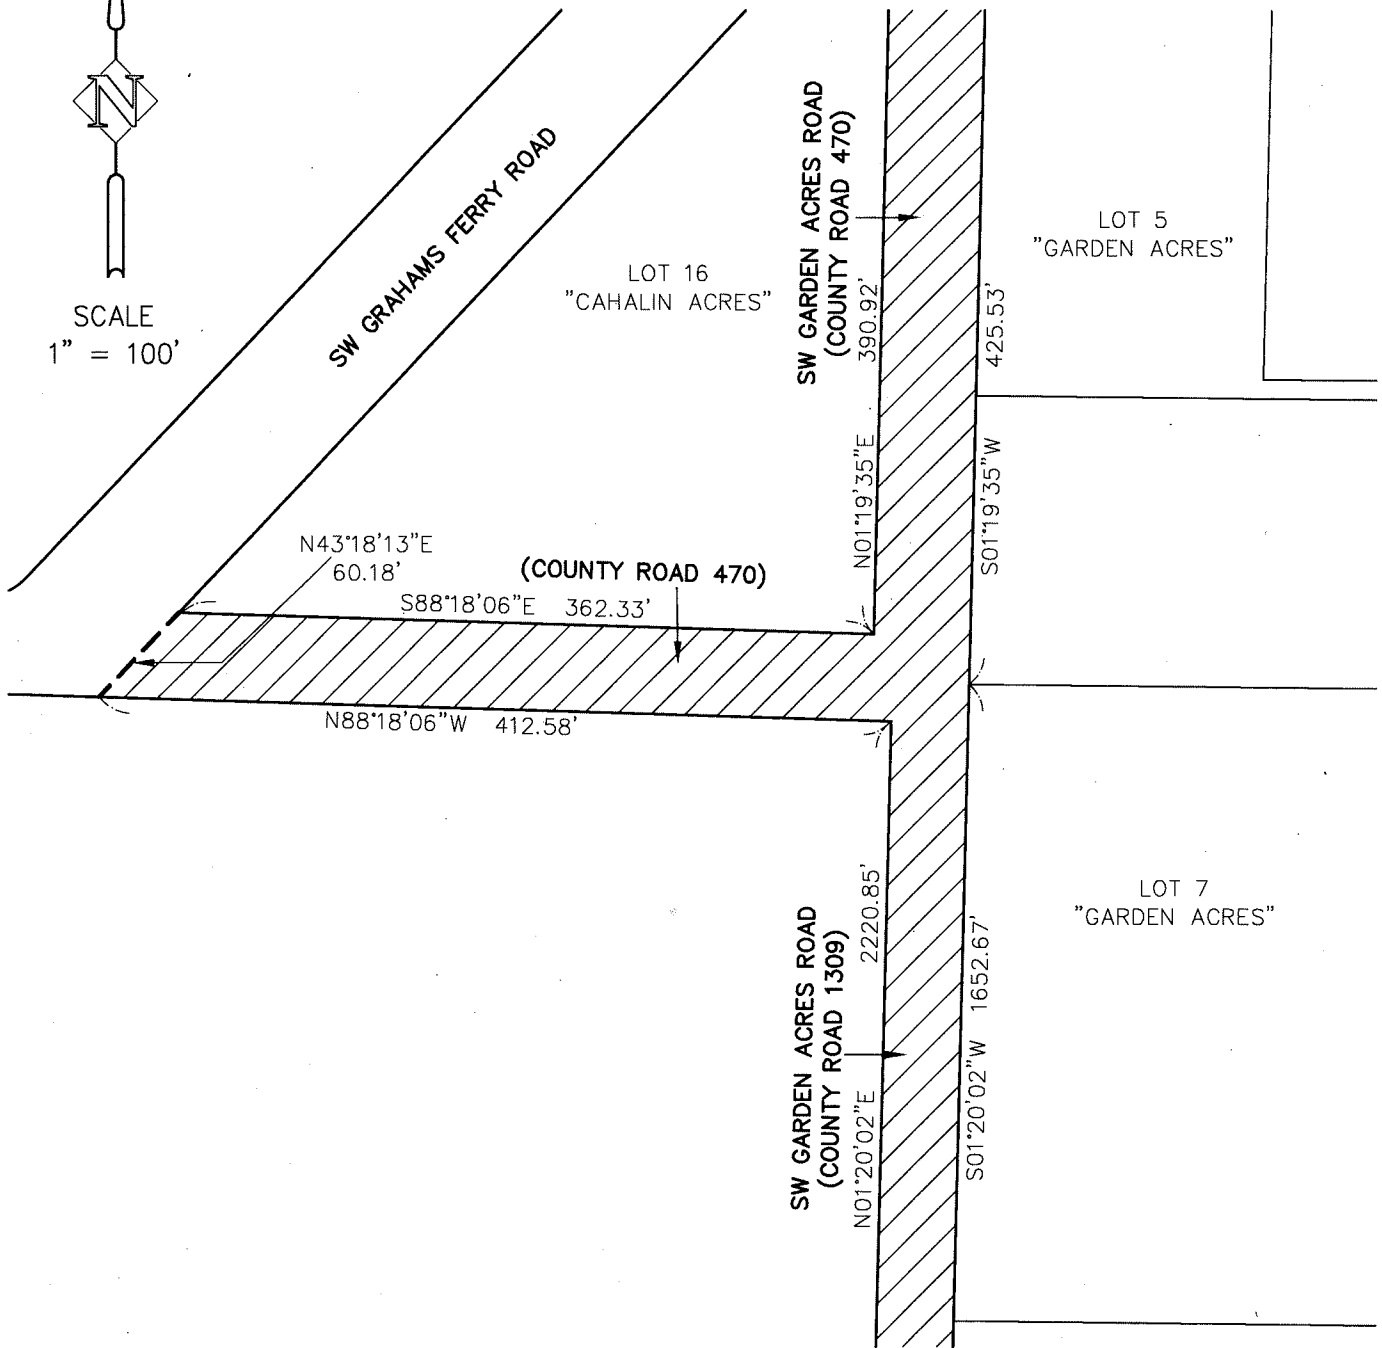 N
SCALE
1" = 100'
SW GRAHAMS FERRY ROAD
LOT 16
"CAHALIN ACRES"
SW GARDEN ACRES ROAD
(COUNTY ROAD 470)
390.92'
N01°19'35"E
425.53'
S01°19'35"W
LOT 5
"GARDEN ACRES"
N43°18'13"E
60.18'
(COUNTY ROAD 470)
S88°18'06"E 362.33'
N88°18'06"W 412.58'
SW GARDEN ACRES ROAD
(COUNTY ROAD 1309)
N01°20'02"E 2220.85'
S01°20'02"W 1652.67'
LOT 7
"GARDEN ACRES"